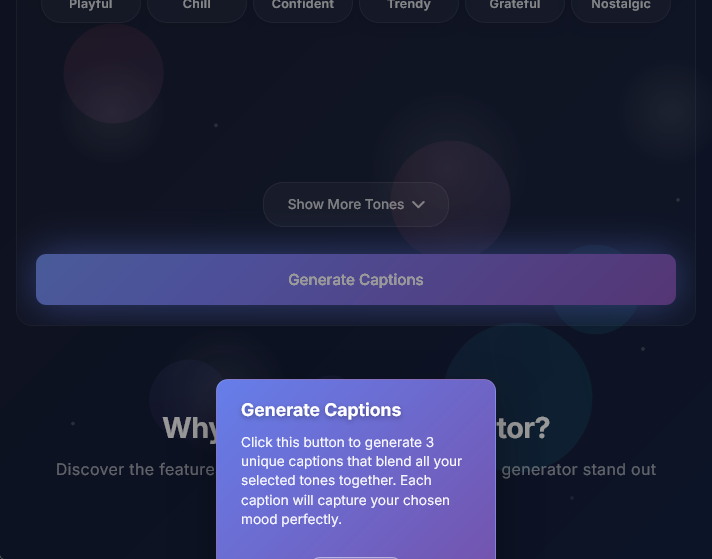 Playful Chill Confident Trendy Grateful Nostalgic
Show More Tones
Generate Captions
Generate Captions
Click this button to generate 3
unique captions that blend all your
selected tones together. Each
caption will capture your chosen
mood perfectly.
Why tor?
Discover the feature generator stand out